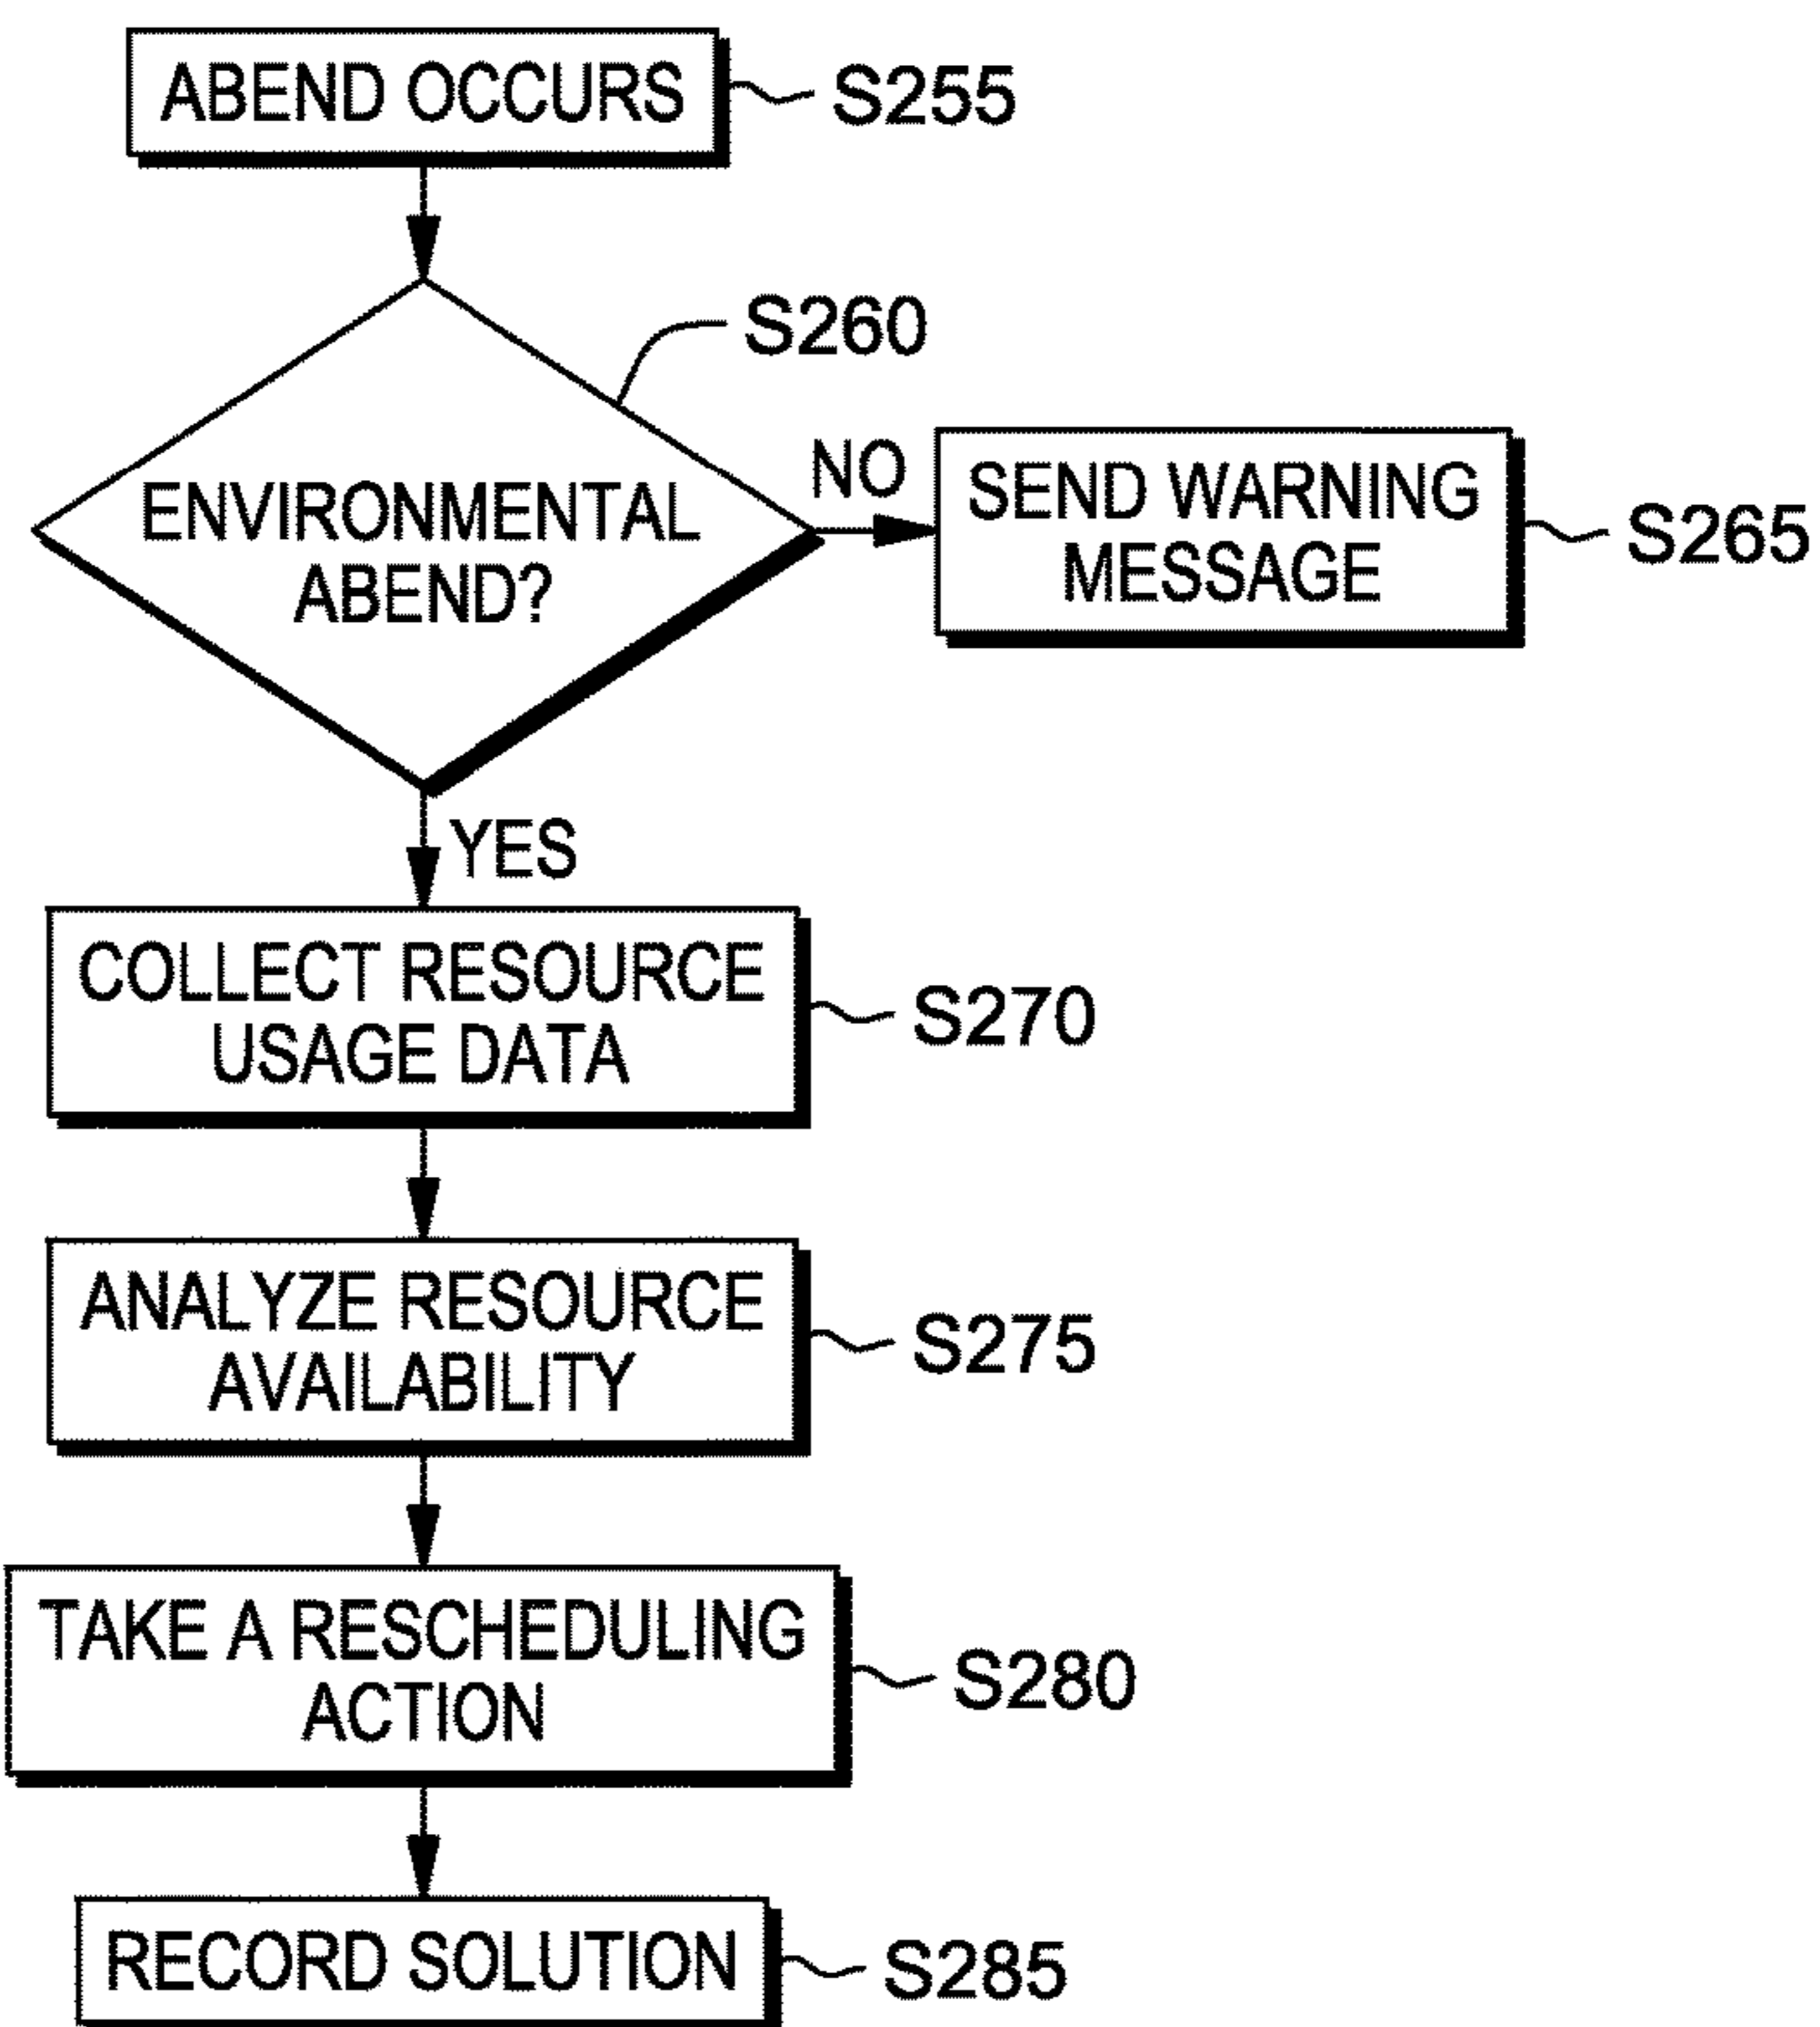 ABEND OCCURS
S255
S260
ENVIRONMENTAL
ABEND?
NO
SEND WARNING
MESSAGE
S265
YES
COLLECT RESOURCE
USAGE DATA
S270
ANALYZE RESOURCE
AVAILABILITY
S275
TAKE A RESCHEDULING
ACTION
S280
RECORD SOLUTION
S285